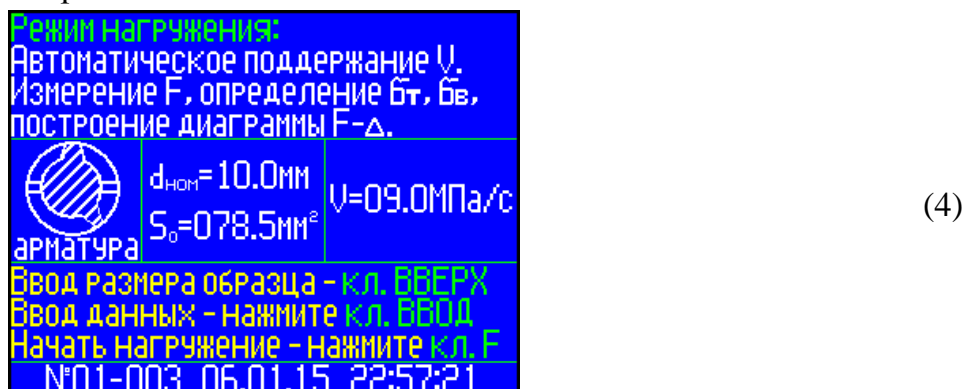 Режим нагружения:
Автоматическое поддержание V.
Измерение F, определение бт, бв,
построение диаграммы F-Δ.
dном=10.0мм
V=09.0МПа/с
S₀=078.5мм²
арматура
Ввод размера образца - кл. ВВЕРХ
Ввод данных - нажмите кл. ВВОД
Начать нагружение - нажмите кл. F
№01-003 06.01.15 22:57:21
(4)